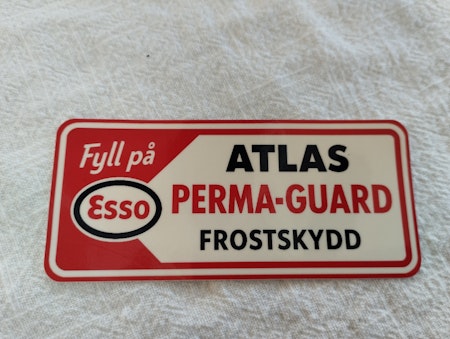 Fyll på
Esso
ATLAS
PERMA-GUARD
FROSTSKYDD